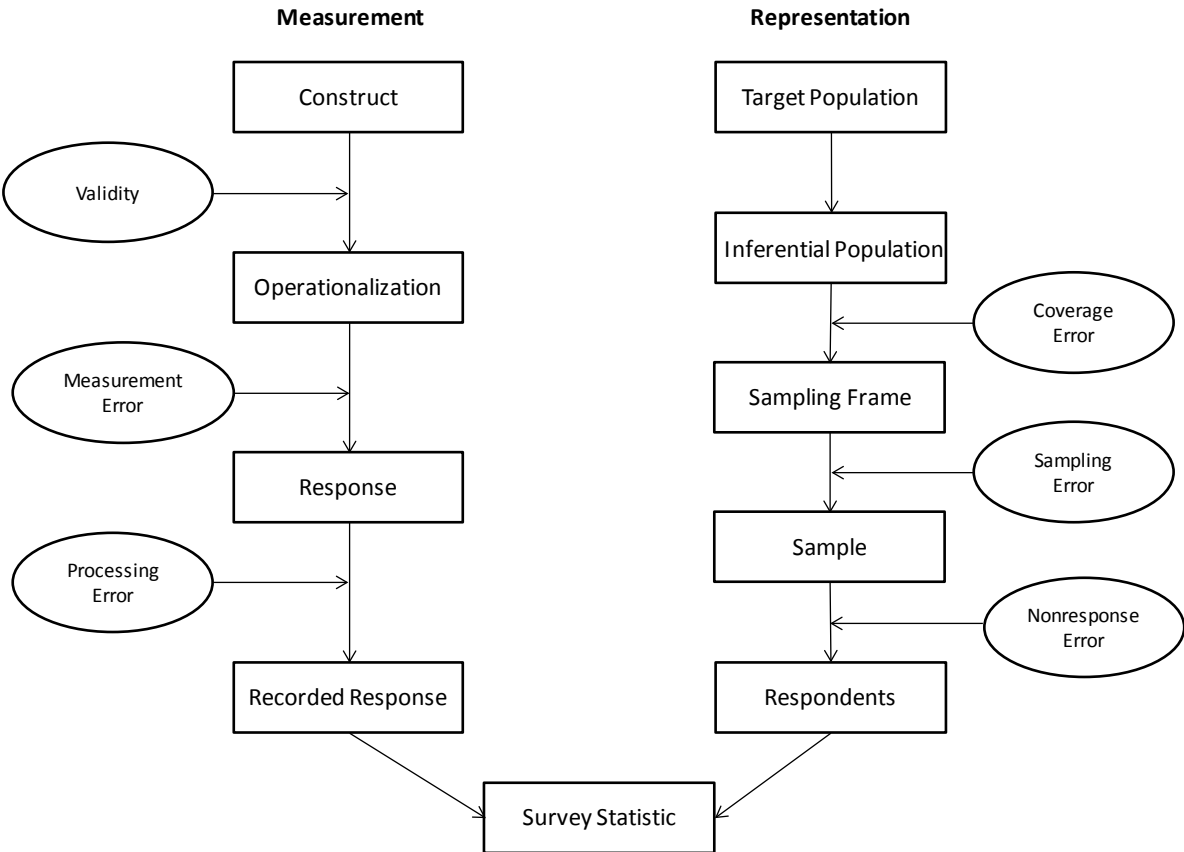 Measurement
Representation
Construct
Target Population
Validity
Inferential Population
Operationalization
Coverage
Error
Measurement
Error
Sampling Frame
Response
Sampling
Error
Sample
Processing
Error
Nonresponse
Error
Recorded Response
Respondents
Survey Statistic